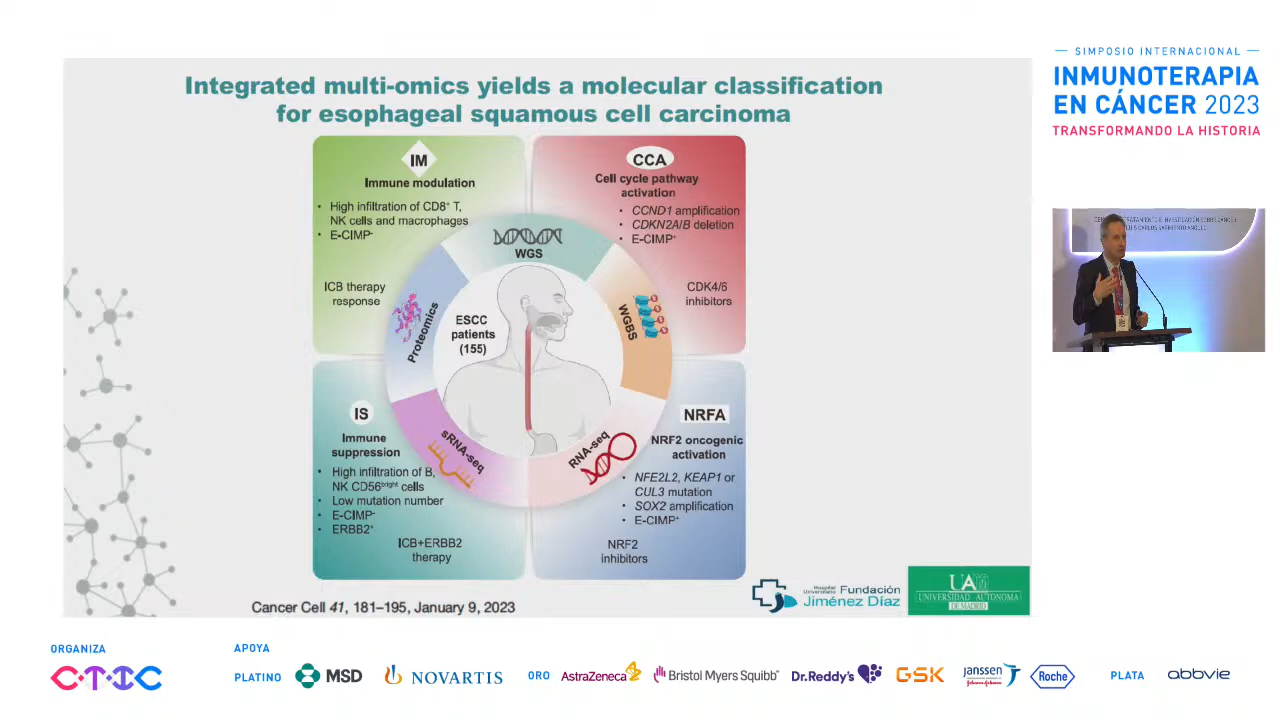 Integrated multi-omics yields a molecular classification
for esophageal squamous cell carcinoma
IM
Immune modulation
• High infiltration of CD8⁺ T,
NK cells and macrophages
• E-CIMP⁻
ICB therapy
response
CCA
Cell cycle pathway
activation
• CCND1 amplification
• CDKN2A/B deletion
• E-CIMP⁺
CDK4/6
inhibitors
WGS
WGBS
RNA-seq
sRNA-seq
Proteomics
ESCC
patients
(155)
IS
Immune
suppression
• High infiltration of B,
NK CD56bright cells
• Low mutation number
• E-CIMP⁻
• ERBB2⁺
ICB+ERBB2
therapy
NRFA
NRF2 oncogenic
activation
• NFE2L2, KEAP1 or
CUL3 mutation
• SOX2 amplification
• E-CIMP⁺
NRF2
inhibitors
Cancer Cell 41, 181–195, January 9, 2023
Hospital
Universitario
Fundación
Jiménez Díaz
UAM
UNIVERSIDAD AUTONOMA
DE MADRID
— SIMPOSIO INTERNACIONAL —
INMUNOTERAPIA
EN CÁNCER 2023
TRANSFORMANDO LA HISTORIA
ORGANIZA
CTIC
APOYA
PLATINO
MSD
NOVARTIS
ORO
AstraZeneca
Bristol Myers Squibb™
Dr.Reddy's
GSK
Janssen
Johnson&Johnson
Roche
PLATA
abbvie